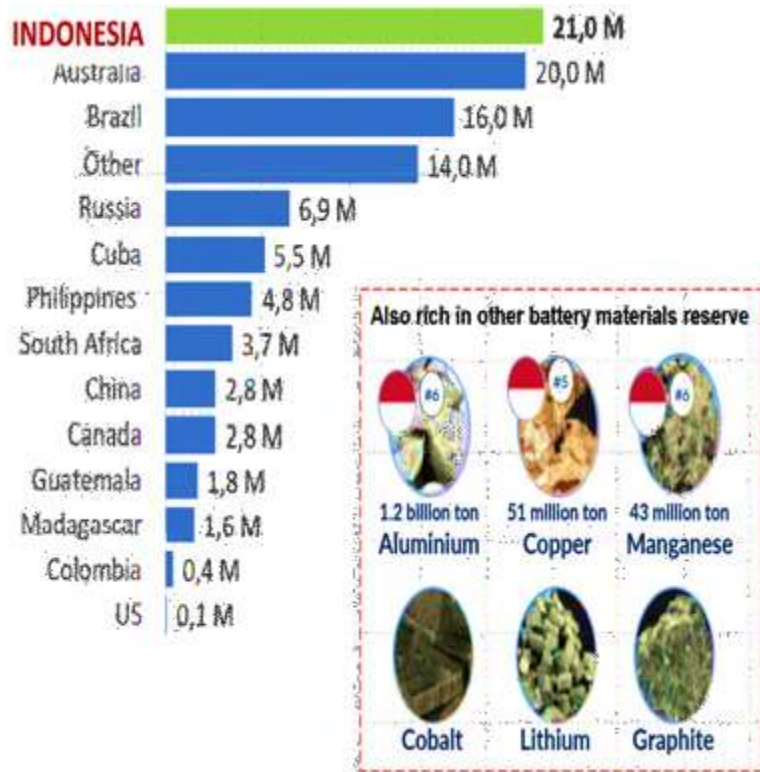 INDONESIA 21,0 M
Australia 20,0 M
Brazil 16,0 M
Other 14,0 M
Russia 6,9 M
Cuba 5,5 M
Philippines 4,8 M
South Africa 3,7 M
China 2,8 M
Canada 2,8 M
Guatemala 1,8 M
Madagascar 1,6 M
Colombia 0,4 M
US 0,1 M
Also rich in other battery materials reserve
#6 #5 #6
1.2 billion ton 51 million ton 43 million ton
Aluminium Copper Manganese
Cobalt Lithium Graphite